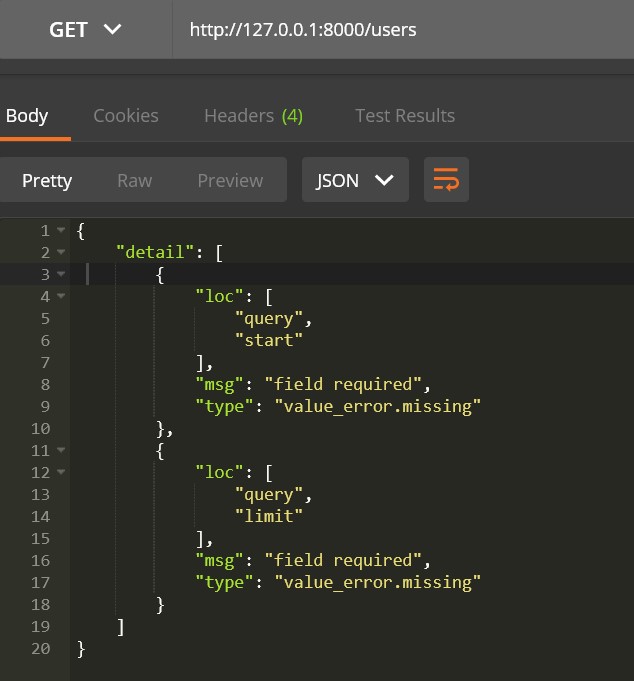 GET http://127.0.0.1:8000/users
Body Cookies Headers (4) Test Results
Pretty Raw Preview JSON
1 {
2 "detail": [
3 {
4 "loc": [
5 "query",
6 "start"
7 ],
8 "msg": "field required",
9 "type": "value_error.missing"
10 },
11 {
12 "loc": [
13 "query",
14 "limit"
15 ],
16 "msg": "field required",
17 "type": "value_error.missing"
18 }
19 ]
20 }